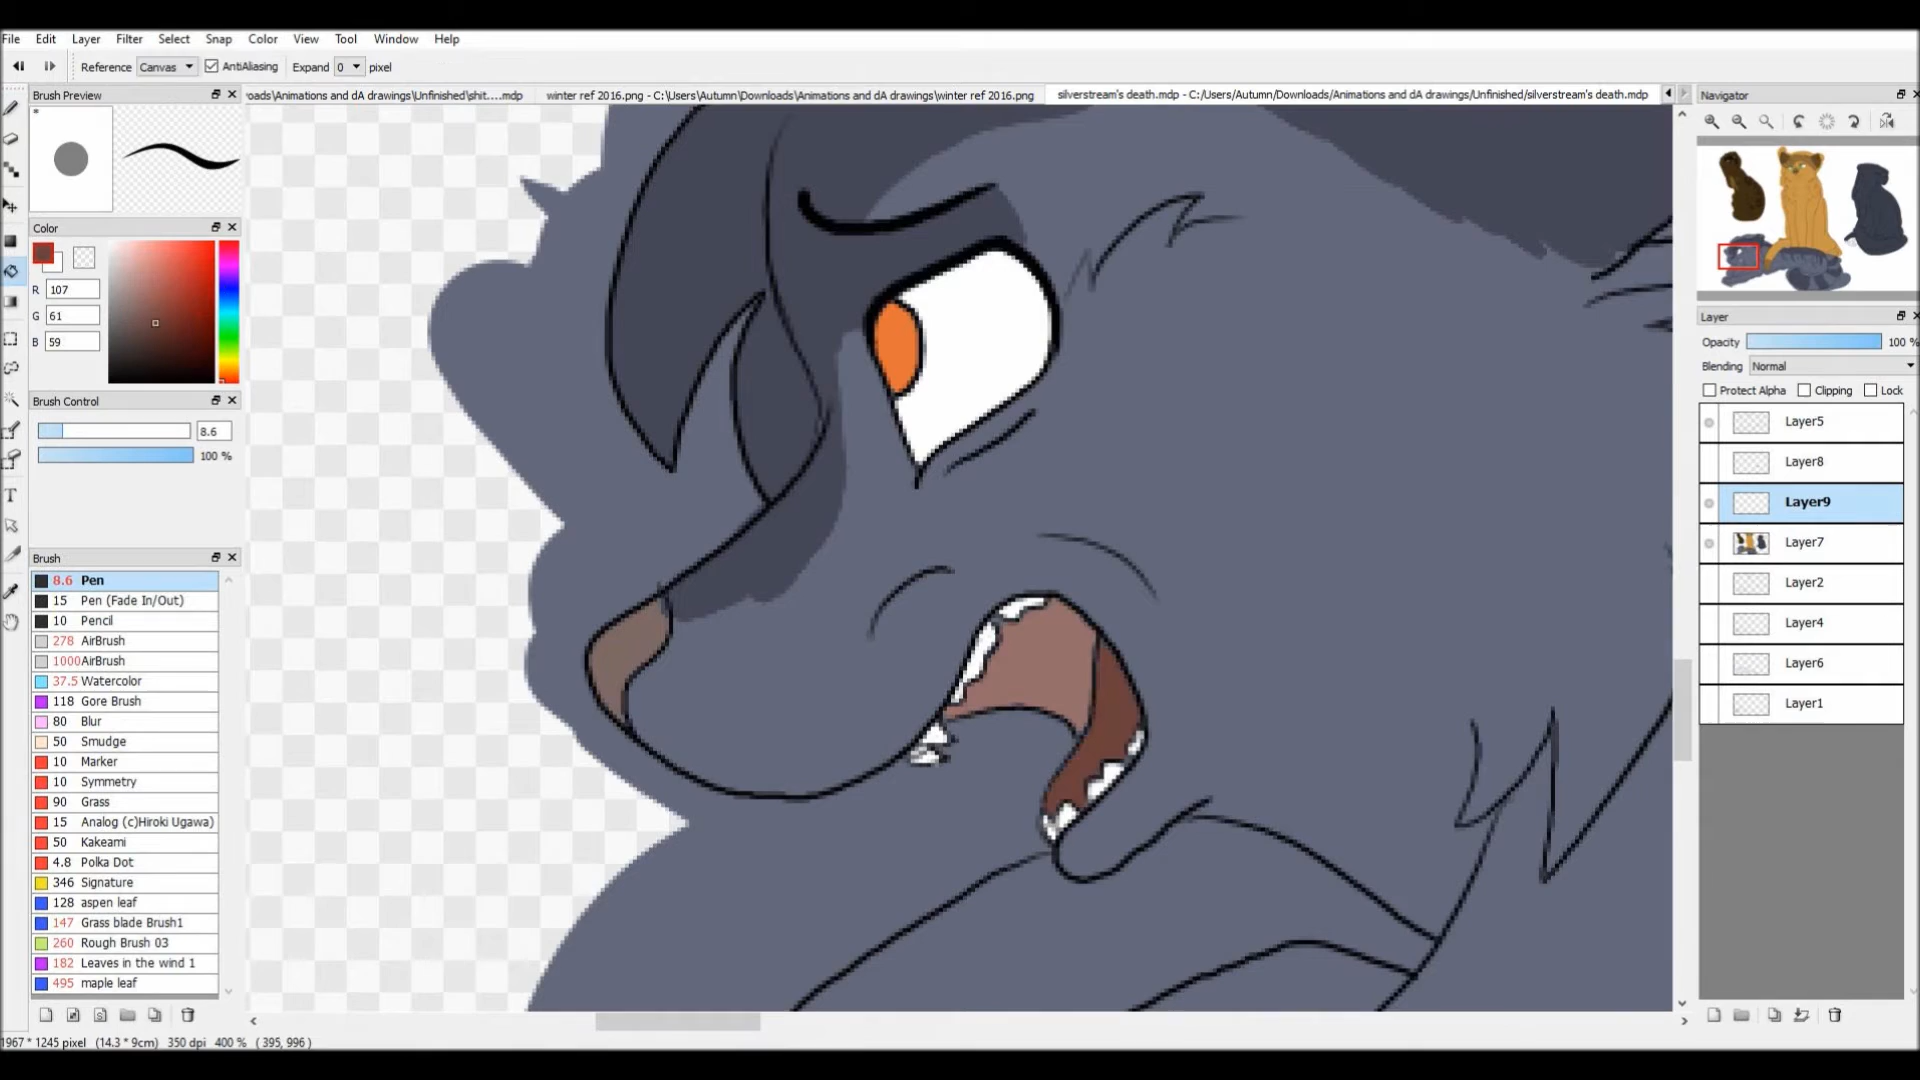 File Edit Layer Filter Select Snap Color View Tool Window Help
Reference Canvas AntiAliasing Expand 0 pixel
Brush Preview
oads\Animations and dA drawings\Unfinished\shit....mdp
winter ref 2016.png - C:\Users\Autumn\Downloads\Animations and dA drawings\winter ref 2016.png
silverstream's death.mdp - C:/Users/Autumn/Downloads/Animations and dA drawings/Unfinished/silverstream's death.mdp
Navigator
*
Color
R 107
G 61
B 59
Brush Control
8.6
100 %
Brush
8.6 Pen
15 Pen (Fade In/Out)
10 Pencil
278 AirBrush
1000 AirBrush
37.5 Watercolor
118 Gore Brush
80 Blur
50 Smudge
10 Marker
10 Symmetry
90 Grass
15 Analog (c)Hiroki Ugawa)
50 Kakeami
4.8 Polka Dot
346 Signature
128 aspen leaf
147 Grass blade Brush1
260 Rough Brush 03
182 Leaves in the wind 1
495 maple leaf
T
Layer
Opacity 100 %
Blending Normal
Protect Alpha Clipping Lock
Layer5
Layer8
Layer9
Layer7
Layer2
Layer4
Layer6
Layer1
1967 * 1245 pixel (14.3 * 9cm) 350 dpi 400 % ( 395, 996 )